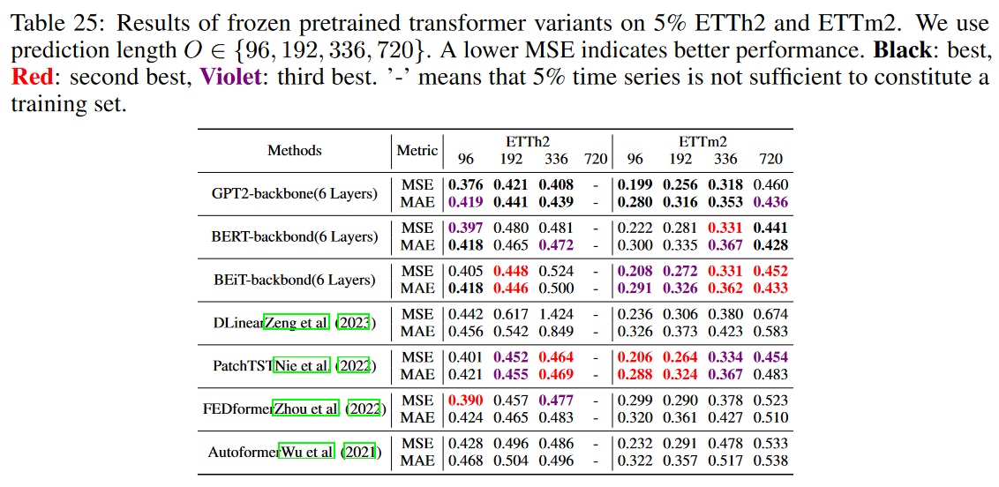 Table 25: Results of frozen pretrained transformer variants on 5% ETTh2 and ETTm2. We use
prediction length O ∈ {96, 192, 336, 720}. A lower MSE indicates better performance. Black: best,
Red: second best, Violet: third best. ’-’ means that 5% time series is not sufficient to constitute a
training set.
Methods Metric ETTh2 ETTm2
96 192 336 720 96 192 336 720
GPT2-backbone(6 Layers) MSE 0.376 0.421 0.408 - 0.199 0.256 0.318 0.460
MAE 0.419 0.441 0.439 - 0.280 0.316 0.353 0.436
BERT-backbond(6 Layers) MSE 0.397 0.480 0.481 - 0.222 0.281 0.331 0.441
MAE 0.418 0.465 0.472 - 0.300 0.335 0.367 0.428
BEiT-backbond(6 Layers) MSE 0.405 0.448 0.524 - 0.208 0.272 0.331 0.452
MAE 0.418 0.446 0.500 - 0.291 0.326 0.362 0.433
DLinearZeng et al. (2023) MSE 0.442 0.617 1.424 - 0.236 0.306 0.380 0.674
MAE 0.456 0.542 0.849 - 0.326 0.373 0.423 0.583
PatchTSTNie et al. (2022) MSE 0.401 0.452 0.464 - 0.206 0.264 0.334 0.454
MAE 0.421 0.455 0.469 - 0.288 0.324 0.367 0.483
FEDformerZhou et al. (2022) MSE 0.390 0.457 0.477 - 0.299 0.290 0.378 0.523
MAE 0.424 0.465 0.483 - 0.320 0.361 0.427 0.510
AutoformerWu et al. (2021) MSE 0.428 0.496 0.486 - 0.232 0.291 0.478 0.533
MAE 0.468 0.504 0.496 - 0.322 0.357 0.517 0.538